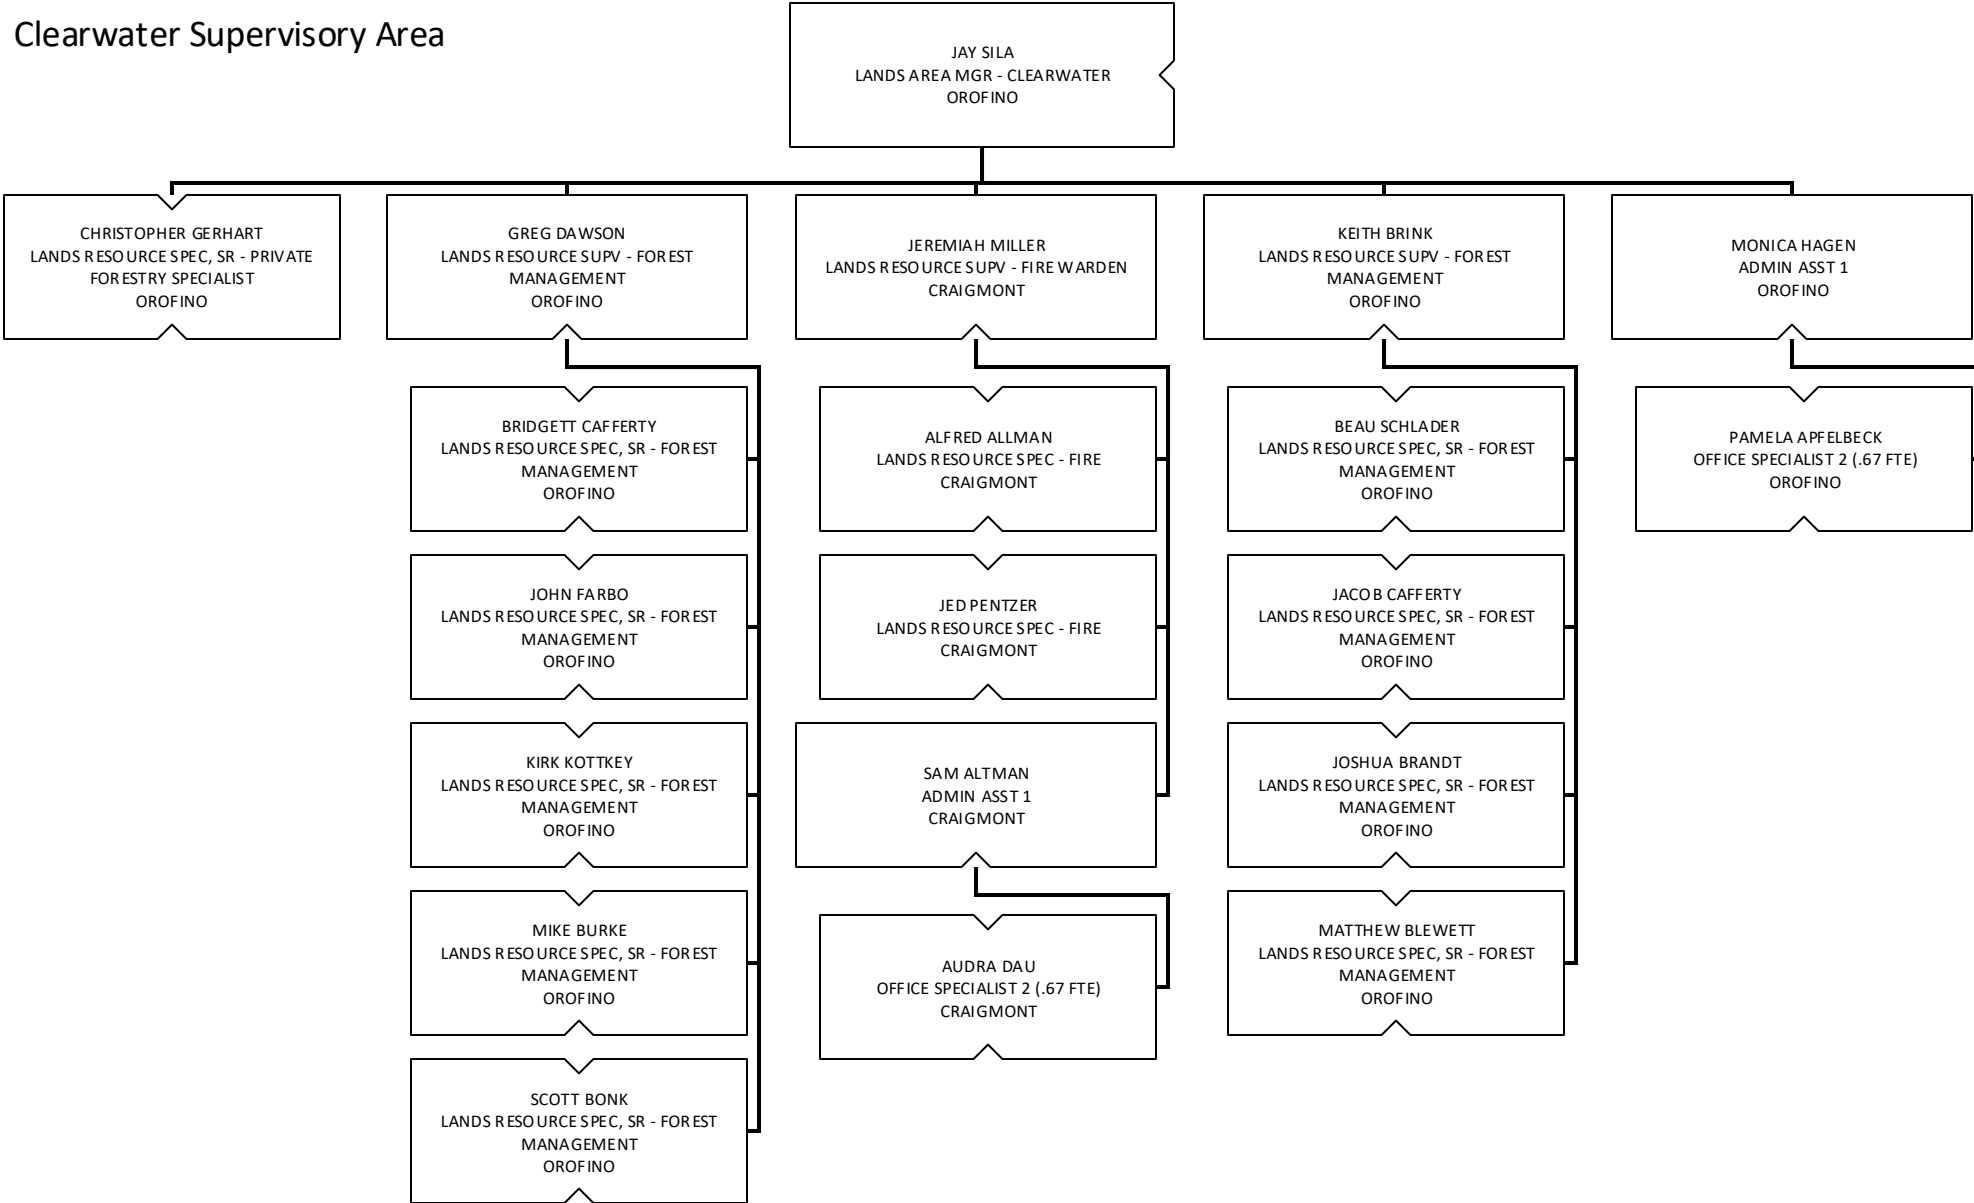 Clearwater Supervisory Area
JAY SILA
LANDS AREA MGR - CLEARWATER
OROFINO
CHRISTOPHER GERHART
LANDS RESOURCE SPEC, SR - PRIVATE
FORESTRY SPECIALIST
OROFINO
GREG DAWSON
LANDS RESOURCE SUPV - FOREST
MANAGEMENT
OROFINO
JEREMIAH MILLER
LANDS RESOURCE SUPV - FIRE WARDEN
CRAIGMONT
KEITH BRINK
LANDS RESOURCE SUPV - FOREST
MANAGEMENT
OROFINO
MONICA HAGEN
ADMIN ASST 1
OROFINO
BRIDGETT CAFFERTY
LANDS RESOURCE SPEC, SR - FOREST
MANAGEMENT
OROFINO
JOHN FARBO
LANDS RESOURCE SPEC, SR - FOREST
MANAGEMENT
OROFINO
KIRK KOTTKEY
LANDS RESOURCE SPEC, SR - FOREST
MANAGEMENT
OROFINO
MIKE BURKE
LANDS RESOURCE SPEC, SR - FOREST
MANAGEMENT
OROFINO
SCOTT BONK
LANDS RESOURCE SPEC, SR - FOREST
MANAGEMENT
OROFINO
ALFRED ALLMAN
LANDS RESOURCE SPEC - FIRE
CRAIGMONT
JED PENTZER
LANDS RESOURCE SPEC - FIRE
CRAIGMONT
SAM ALTMAN
ADMIN ASST 1
CRAIGMONT
AUDRA DAU
OFFICE SPECIALIST 2 (.67 FTE)
CRAIGMONT
BEAU SCHLADER
LANDS RESOURCE SPEC, SR - FOREST
MANAGEMENT
OROFINO
JACOB CAFFERTY
LANDS RESOURCE SPEC, SR - FOREST
MANAGEMENT
OROFINO
JOSHUA BRANDT
LANDS RESOURCE SPEC, SR - FOREST
MANAGEMENT
OROFINO
MATTHEW BLEWETT
LANDS RESOURCE SPEC, SR - FOREST
MANAGEMENT
OROFINO
PAMELA APFELBECK
OFFICE SPECIALIST 2 (.67 FTE)
OROFINO